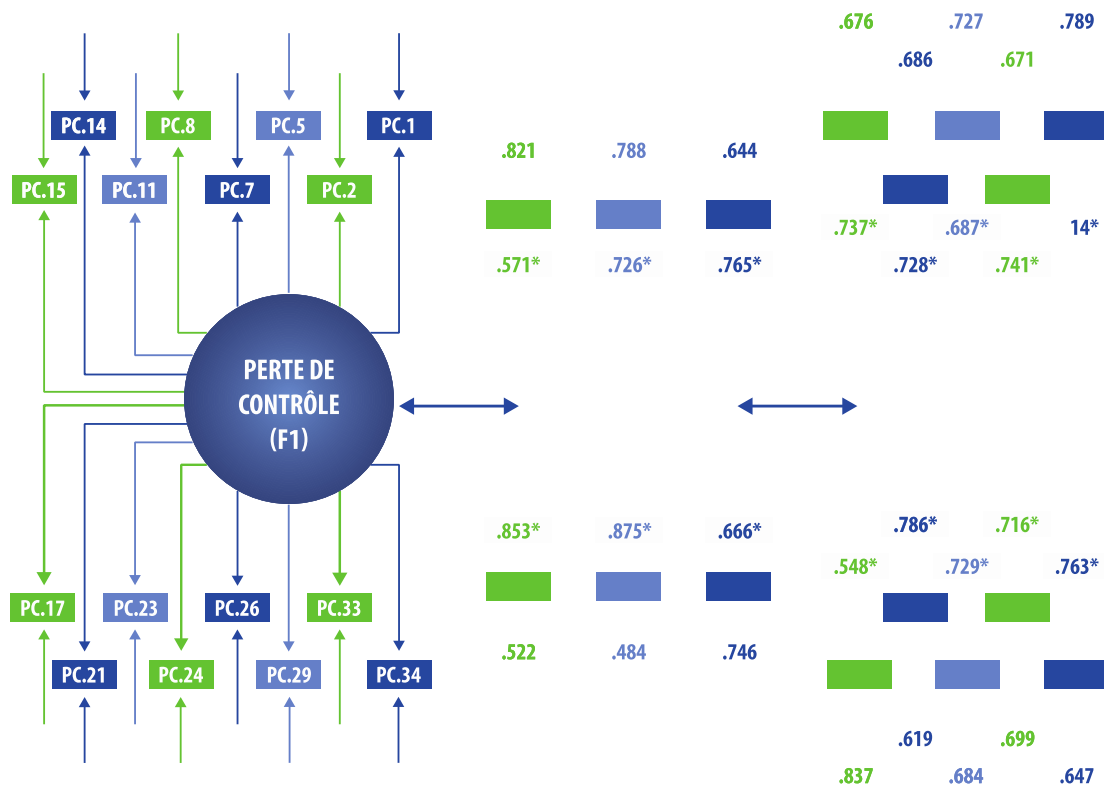 .676 .727 .789
.686 .671
PC.14 PC.8 PC.5 PC.1
.821 .788 .644
PC.15 PC.11 PC.7 PC.2
.737* .687* 14*
.571* .726* .765* .728* .741*
PERTE DE
CONTRÔLE
(F1)
.853* .875* .666* .786* .716*
.548* .729* .763*
PC.17 PC.23 PC.26 PC.33
.522 .484 .746
PC.21 PC.24 PC.29 PC.34
.619 .699
.837 .684 .647